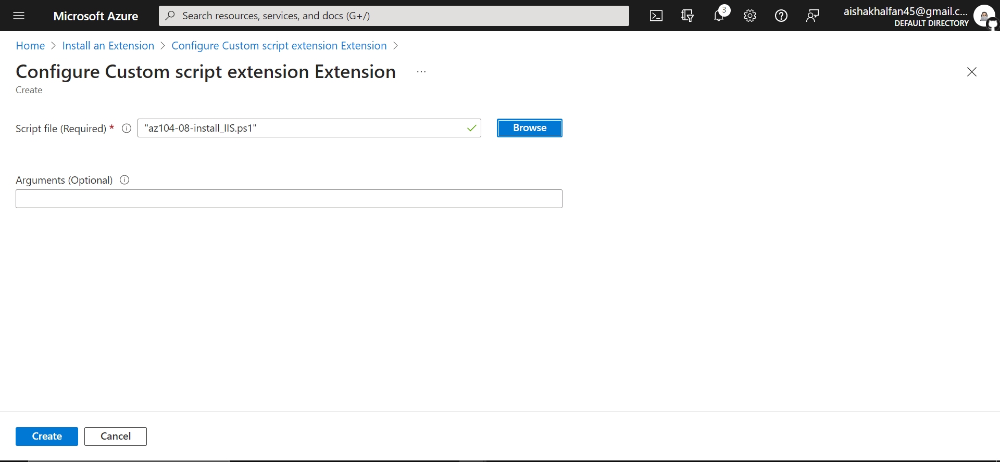 Microsoft Azure
Search resources, services, and docs (G+/)
3
aishakhalfan45@gmail.c...
DEFAULT DIRECTORY
Home > Install an Extension > Configure Custom script extension Extension >
Configure Custom script extension Extension ...
Create
Script file (Required) * "az104-08-install_IIS.ps1" Browse
Arguments (Optional)
Create Cancel